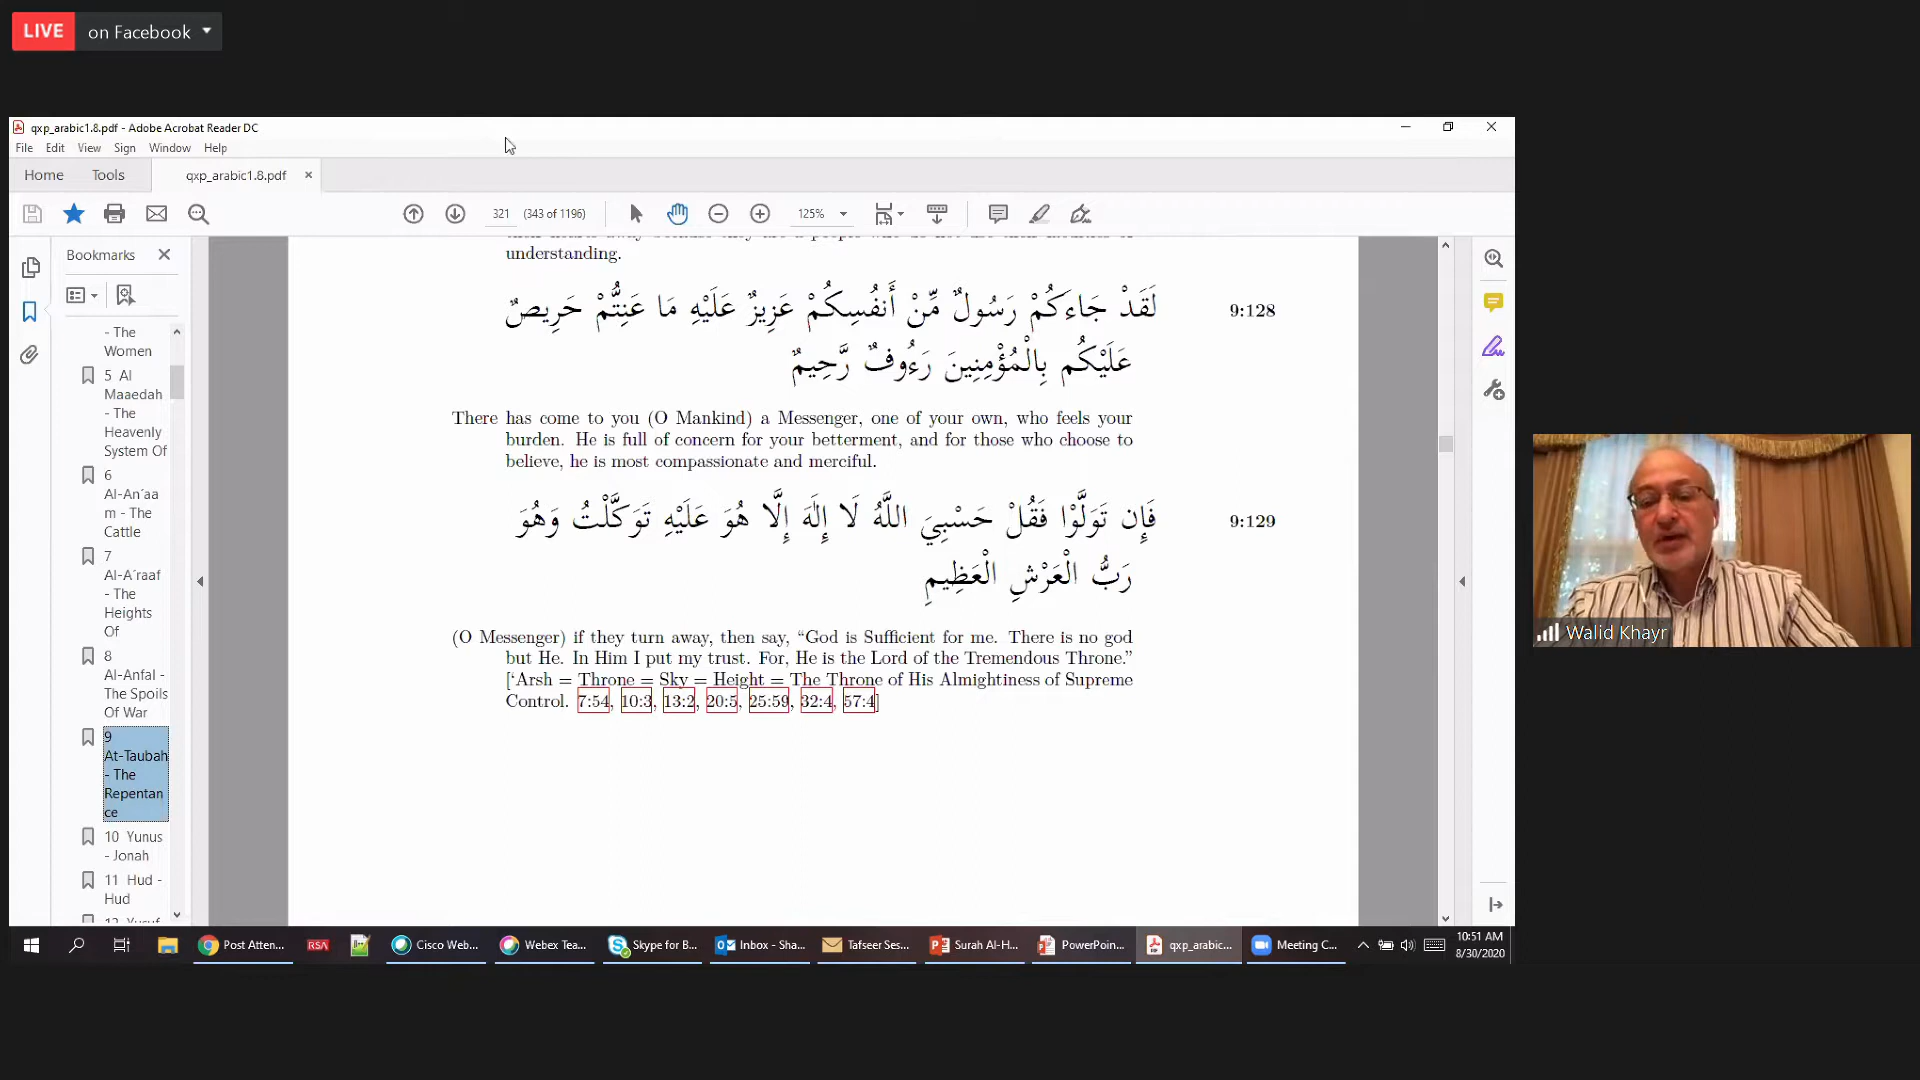 LIVE on Facebook
qxp_arabic1.8.pdf - Adobe Acrobat Reader DC
File Edit View Sign Window Help
Home Tools qxp_arabic1.8.pdf
321 (343 of 1196) 125%
Bookmarks
- The
Women
5 Al
Maaedah
- The
Heavenly
System Of
6
Al-An´aa
m - The
Cattle
7
Al-A´raaf
- The
Heights
Of
8
Al-Anfal -
The Spoils
Of War
9
At-Taubah
- The
Repentan
ce
10 Yunus
- Jonah
11 Hud -
Hud
understanding.
لَقَدْ جَاءَكُمْ رَسُولٌ مِّنْ أَنفُسِكُمْ عَزِيزٌ عَلَيْهِ مَا عَنِتُّمْ حَرِيصٌ 9:128
عَلَيْكُم بِالْمُؤْمِنِينَ رَءُوفٌ رَّحِيمٌ
There has come to you (O Mankind) a Messenger, one of your own, who feels your
burden. He is full of concern for your betterment, and for those who choose to
believe, he is most compassionate and merciful.
فَإِن تَوَلَّوْا فَقُلْ حَسْبِيَ اللَّهُ لَا إِلَٰهَ إِلَّا هُوَ عَلَيْهِ تَوَكَّلْتُ وَهُوَ 9:129
رَبُّ الْعَرْشِ الْعَظِيمِ
(O Messenger) if they turn away, then say, “God is Sufficient for me. There is no god
but He. In Him I put my trust. For, He is the Lord of the Tremendous Throne.”
[‘Arsh = Throne = Sky = Height = The Throne of His Almightiness of Supreme
Control. 7:54, 10:3, 13:2, 20:5, 25:59, 32:4, 57:4]
Walid Khayr
Post Atten... RSA Cisco Web... Webex Tea... Skype for B... Inbox - Sha... Tafseer Ses... Surah Al-H... PowerPoin... qxp_arabic... Meeting C... 10:51 AM
8/30/2020